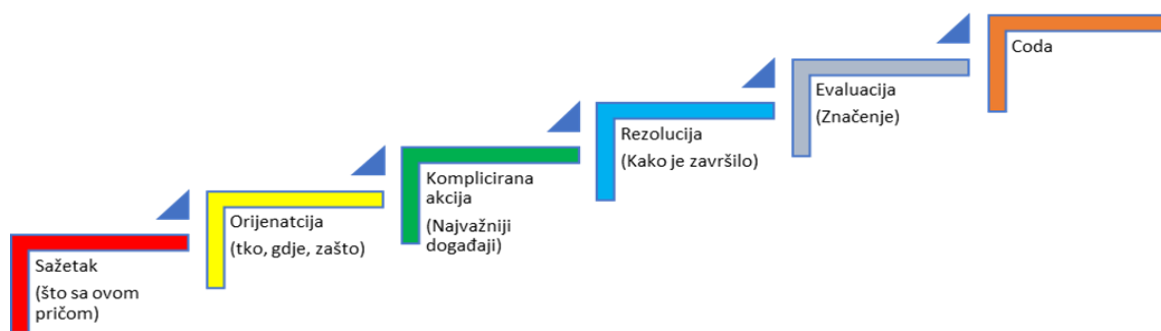 Sažetak
(što sa ovom
pričom)
Orijenatcija
(tko, gdje, zašto)
Komplicirana
akcija
(Najvažniji
događaji)
Rezolucija
(Kako je završilo)
Evaluacija
(Značenje)
Coda